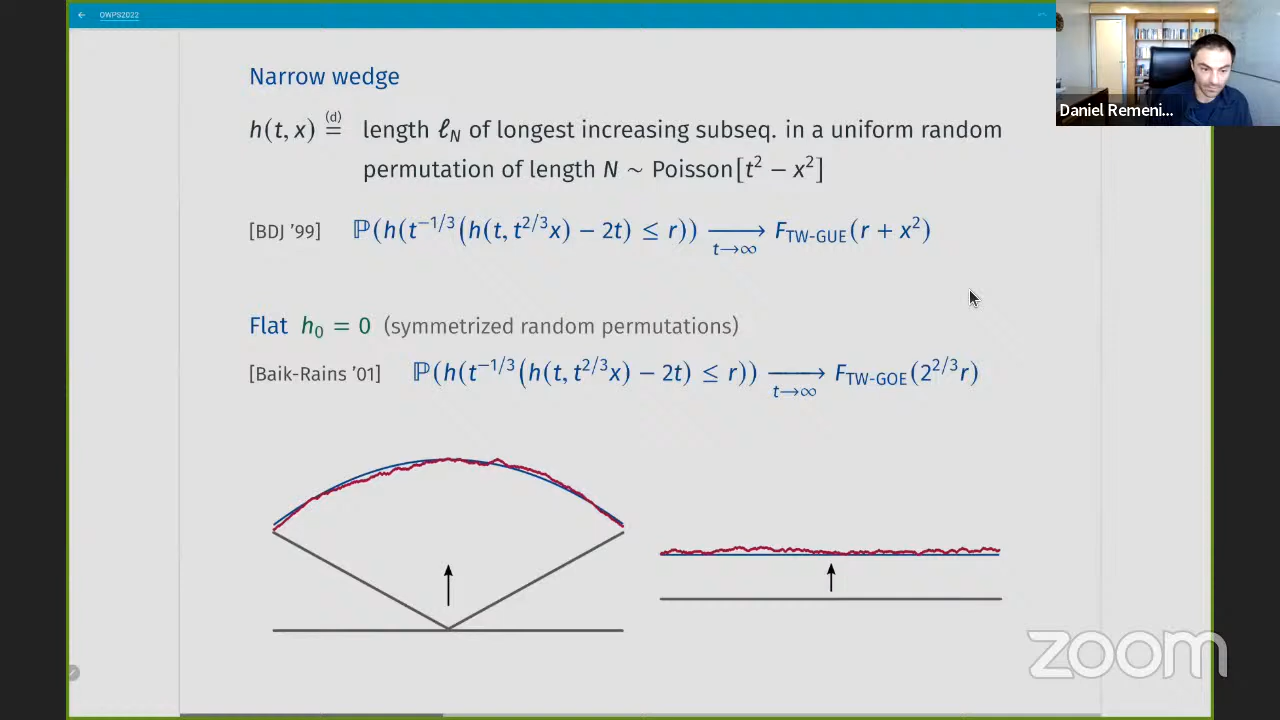 ← OWPS2022
Narrow wedge
h(t, x) (d)= length ℓ_N of longest increasing subseq. in a uniform random
permutation of length N ∼ Poisson[t² − x²]
[BDJ '99] ℙ(h(t^{−1/3}(h(t, t^{2/3}x) − 2t) ≤ r)) ⟶_{t→∞} F_{TW-GUE}(r + x²)
Flat h₀ = 0 (symmetrized random permutations)
[Baik-Rains '01] ℙ(h(t^{−1/3}(h(t, t^{2/3}x) − 2t) ≤ r)) ⟶_{t→∞} F_{TW-GOE}(2^{2/3}r)
Daniel Remeni...
zoom